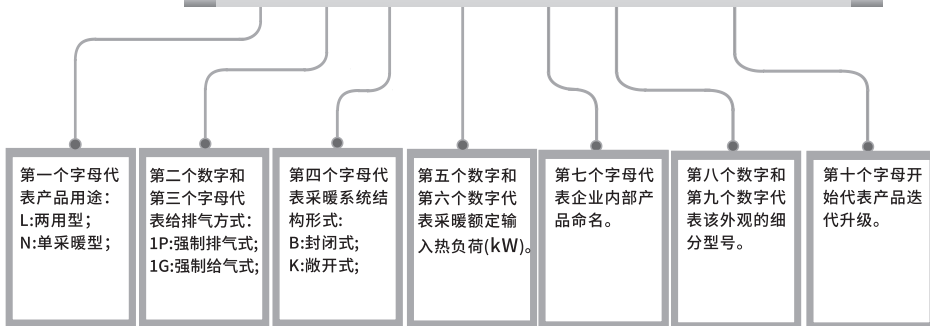 第一个字母代
表产品用途：
L:两用型；
N:单采暖型；
第二个数字和
第三个字母代
表给排气方式：
1P:强制排气式;
1G:强制给气式;
第四个字母代
表采暖系统结
构形式:
B:封闭式;
K:敞开式;
第五个数字和
第六个数字代
表采暖额定输
入热负荷(kW)。
第七个字母代
表企业内部产
品命名。
第八个数字和
第九个数字代
表该外观的细
分型号。
第十个字母开
始代表产品迭
代升级。